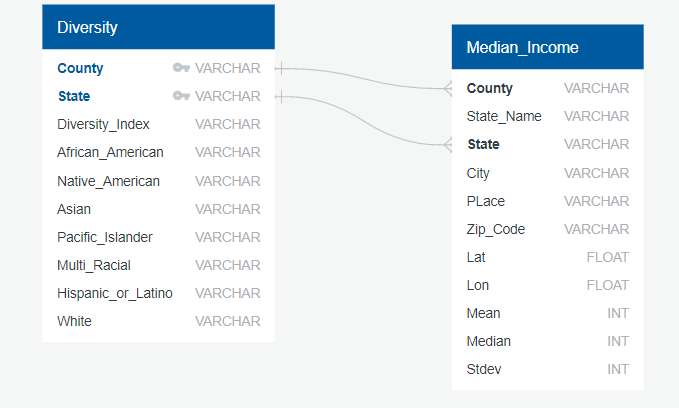 Diversity
County VARCHAR
State VARCHAR
Diversity_Index VARCHAR
African_American VARCHAR
Native_American VARCHAR
Asian VARCHAR
Pacific_Islander VARCHAR
Multi_Racial VARCHAR
Hispanic_or_Latino VARCHAR
White VARCHAR
Median_Income
County VARCHAR
State_Name VARCHAR
State VARCHAR
City VARCHAR
PLace VARCHAR
Zip_Code VARCHAR
Lat FLOAT
Lon FLOAT
Mean INT
Median INT
Stdev INT